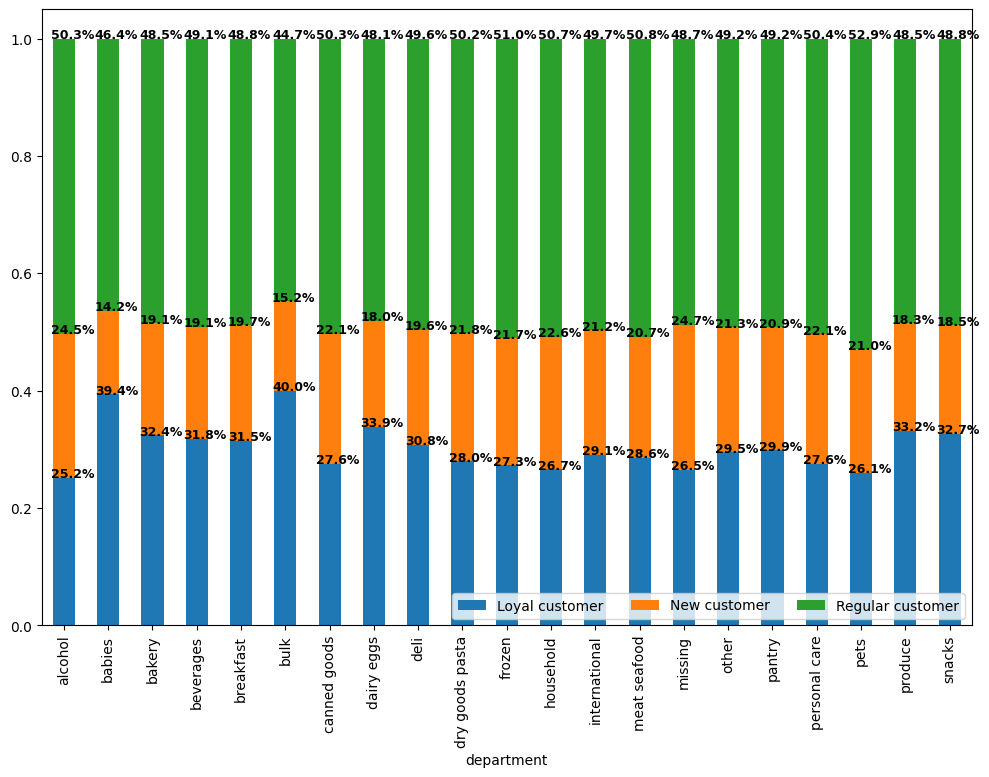 1.0
50.3% 46.4% 48.5% 49.1% 48.8% 44.7% 50.3% 48.1% 49.6% 50.2% 51.0% 50.7% 49.7% 50.8% 48.7% 49.2% 49.2% 50.4% 52.9% 48.5% 48.8%
0.8
0.6
24.5% 14.2% 19.1% 19.1% 19.7% 15.2% 22.1% 18.0% 19.6% 21.8% 21.7% 22.6% 21.2% 20.7% 24.7% 21.3% 20.9% 22.1% 21.0% 18.3% 18.5%
0.4
25.2% 39.4% 32.4% 31.8% 31.5% 40.0% 27.6% 33.9% 30.8% 28.0% 27.3% 26.7% 29.1% 28.6% 26.5% 29.5% 29.9% 27.6% 26.1% 33.2% 32.7%
0.2
0.0
Loyal customer New customer Regular customer
alcohol
babies
bakery
beverages
breakfast
bulk
canned goods
dairy eggs
deli
dry goods pasta
frozen
household
international
meat seafood
missing
other
pantry
personal care
pets
produce
snacks
department